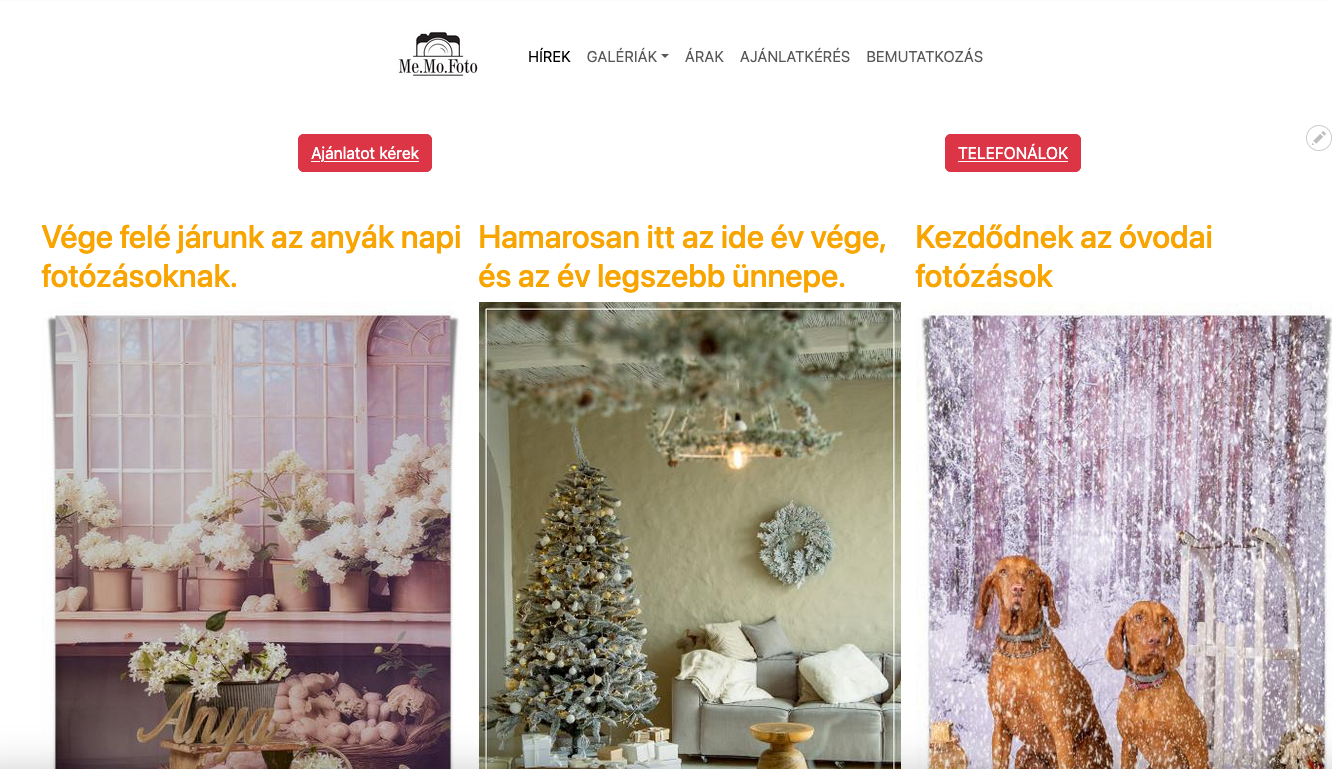 Me.Mo.Foto
HÍREK GALÉRIÁK ÁRAK AJÁNLATKÉRÉS BEMUTATKOZÁS
Ajánlatot kérek
TELEFONÁLOK
Vége felé járunk az anyák napi
fotózásoknak.
Hamarosan itt az ide év vége,
és az év legszebb ünnepe.
Kezdődnek az óvodai
fotózások
Anya